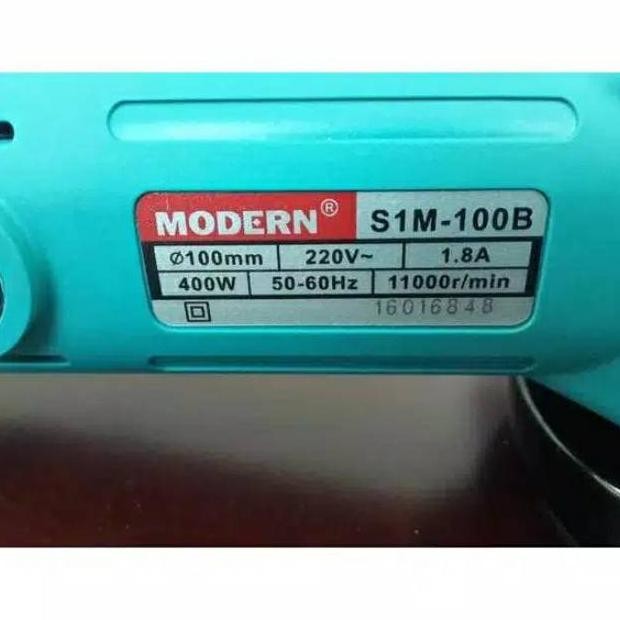 MODERN® S1M-100B
Ø100mm 220V~ 1.8A
400W 50-60Hz 11000r/min
16016848